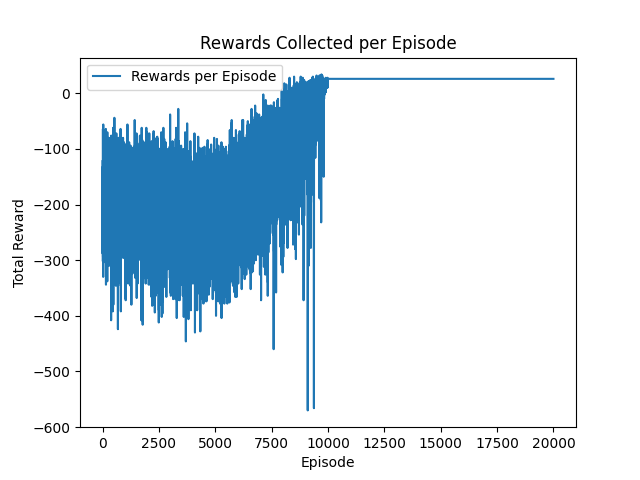 Rewards Collected per Episode
Rewards per Episode
0
−100
−200
−300
−400
−500
−600
Total Reward
0 2500 5000 7500 10000 12500 15000 17500 20000
Episode